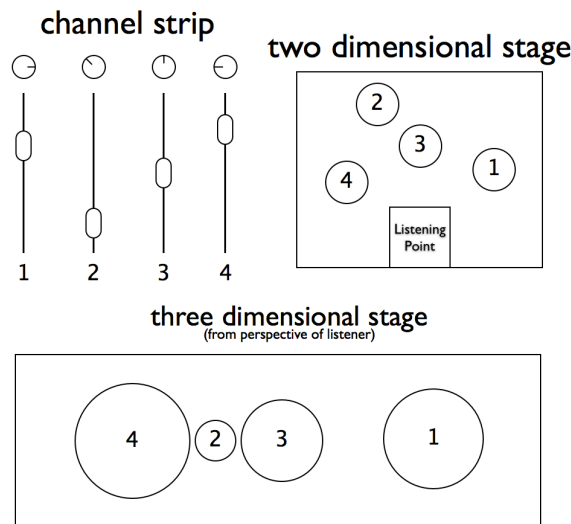 channel strip
1 2 3 4
two dimensional stage
2
3
1
4
Listening
Point
three dimensional stage
(from perspective of listener)
4 2 3 1